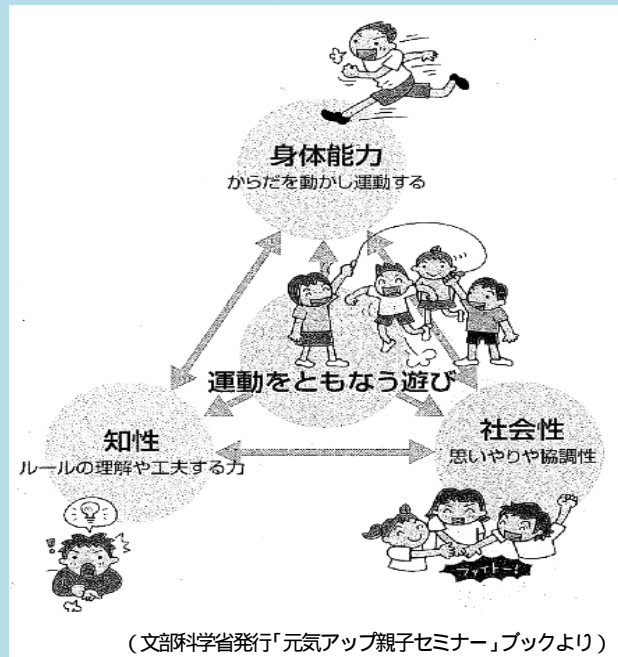 身体能力
からだを動かし運動する
運動をともなう遊び
知性
ルールの理解や工夫する力
社会性
思いやりや協調性
ファイトー!
(文部科学省発行「元気アップ親子セミナー」ブックより)